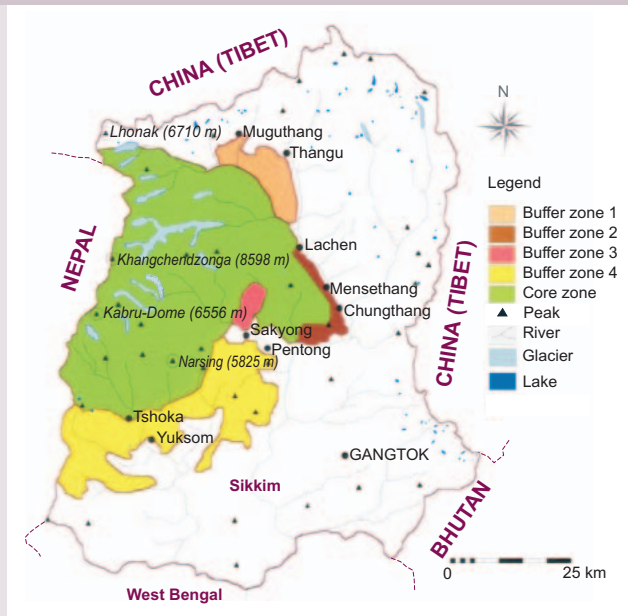 CHINA (TIBET)
N
Lhonak (6710 m)
Muguthang
Thangu
Legend
Buffer zone 1
Buffer zone 2
Buffer zone 3
Buffer zone 4
Core zone
Peak
River
Glacier
Lake
NEPAL
Lachen
Khangchendzonga (8598 m)
CHINA (TIBET)
Mensethang
Kabru-Dome (6556 m)
Chungthang
Sakyong
Pentong
Narsing (5825 m)
Tshoka
Yuksom
GANGTOK
Sikkim
BHUTAN
0 25 km
West Bengal